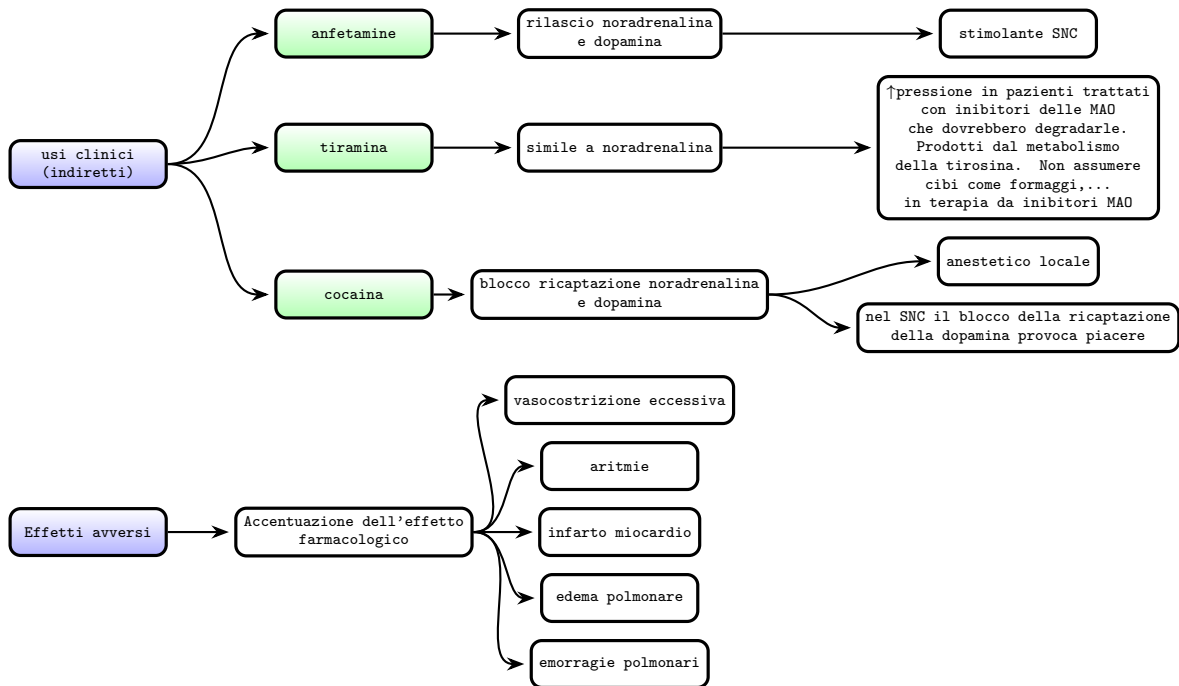 usi clinici
(indiretti)
anfetamine
rilascio noradrenalina
e dopamina
stimolante SNC
tiramina
simile a noradrenalina
↑pressione in pazienti trattati
con inibitori delle MAO
che dovrebbero degradarle.
Prodotti dal metabolismo
della tirosina. Non assumere
cibi come formaggi,...
in terapia da inibitori MAO
cocaina
blocco ricaptazione noradrenalina
e dopamina
anestetico locale
nel SNC il blocco della ricaptazione
della dopamina provoca piacere
Effetti avversi
Accentuazione dell'effetto
farmacologico
vasocostrizione eccessiva
aritmie
infarto miocardio
edema polmonare
emorragie polmonari